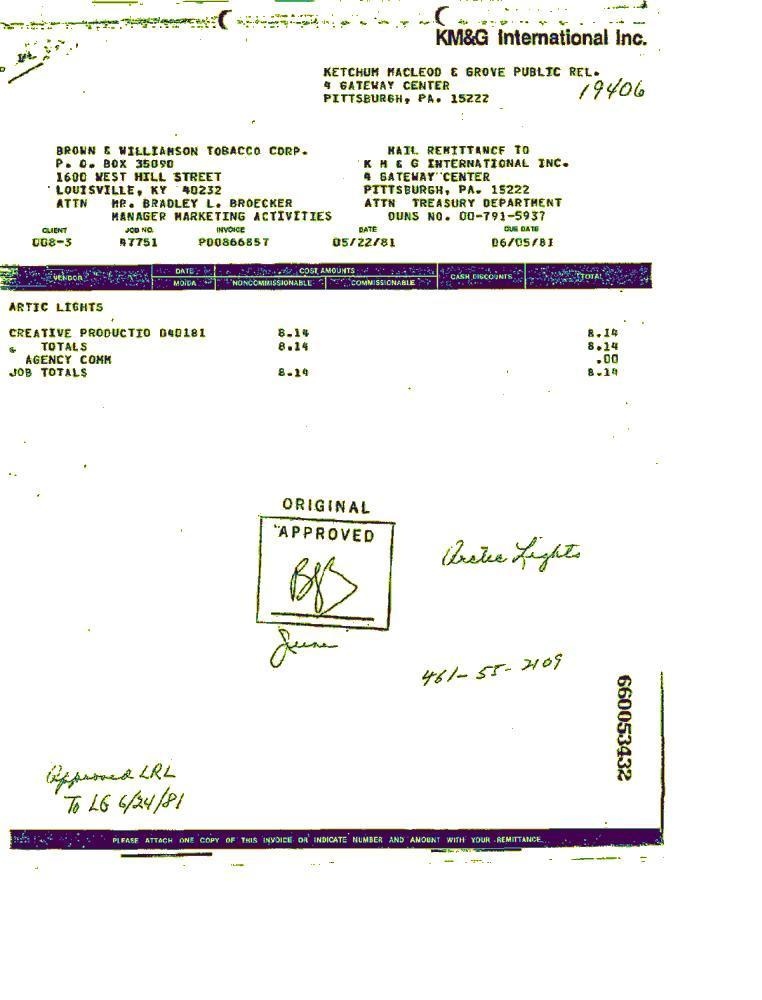 KM&G International Inc.
KETCHUM MACLEOD & GROVE PUBLIC REL.
4 GATEWAY CENTER
PITTSBURGH, PA. 15222
19406
BROWN & WILLIAMSON TOBACCO CORP.
P. O. BOX 35090
1600 WEST HILL STREET
LOUISVILLE, KY 40232
ATTN MR. BRADLEY L. BROECKER
MANAGER MARKETING ACTIVITIES
MAIL REMITTANCE TO
K M & G INTERNATIONAL INC.
4 GATEWAY CENTER
PITTSBURGH, PA. 15222
ATTN TREASURY DEPARTMENT
DUNS NO. 00-791-5937
CLIENT JOB NO. INVOICE DATE DUE DATE
008-3 47751 P00866857 05/22/81 06/05/81
VENDOR DATE COST AMOUNTS CASH DISCOUNTS TOTAL
MO/DA NONCOMMISSIONABLE COMMISSIONABLE
ARTIC LIGHTS
CREATIVE PRODUCTIO 040181 8.14 8.14
& TOTALS 8.14 8.14
AGENCY COMM .00
JOB TOTALS 8.14 8.14
ORIGINAL
APPROVED
Arctic Lights
June
461-55-2109
660053432
Approved LRL
To LG 6/24/81
PLEASE ATTACH ONE COPY OF THIS INVOICE OR INDICATE NUMBER AND AMOUNT WITH YOUR REMITTANCE